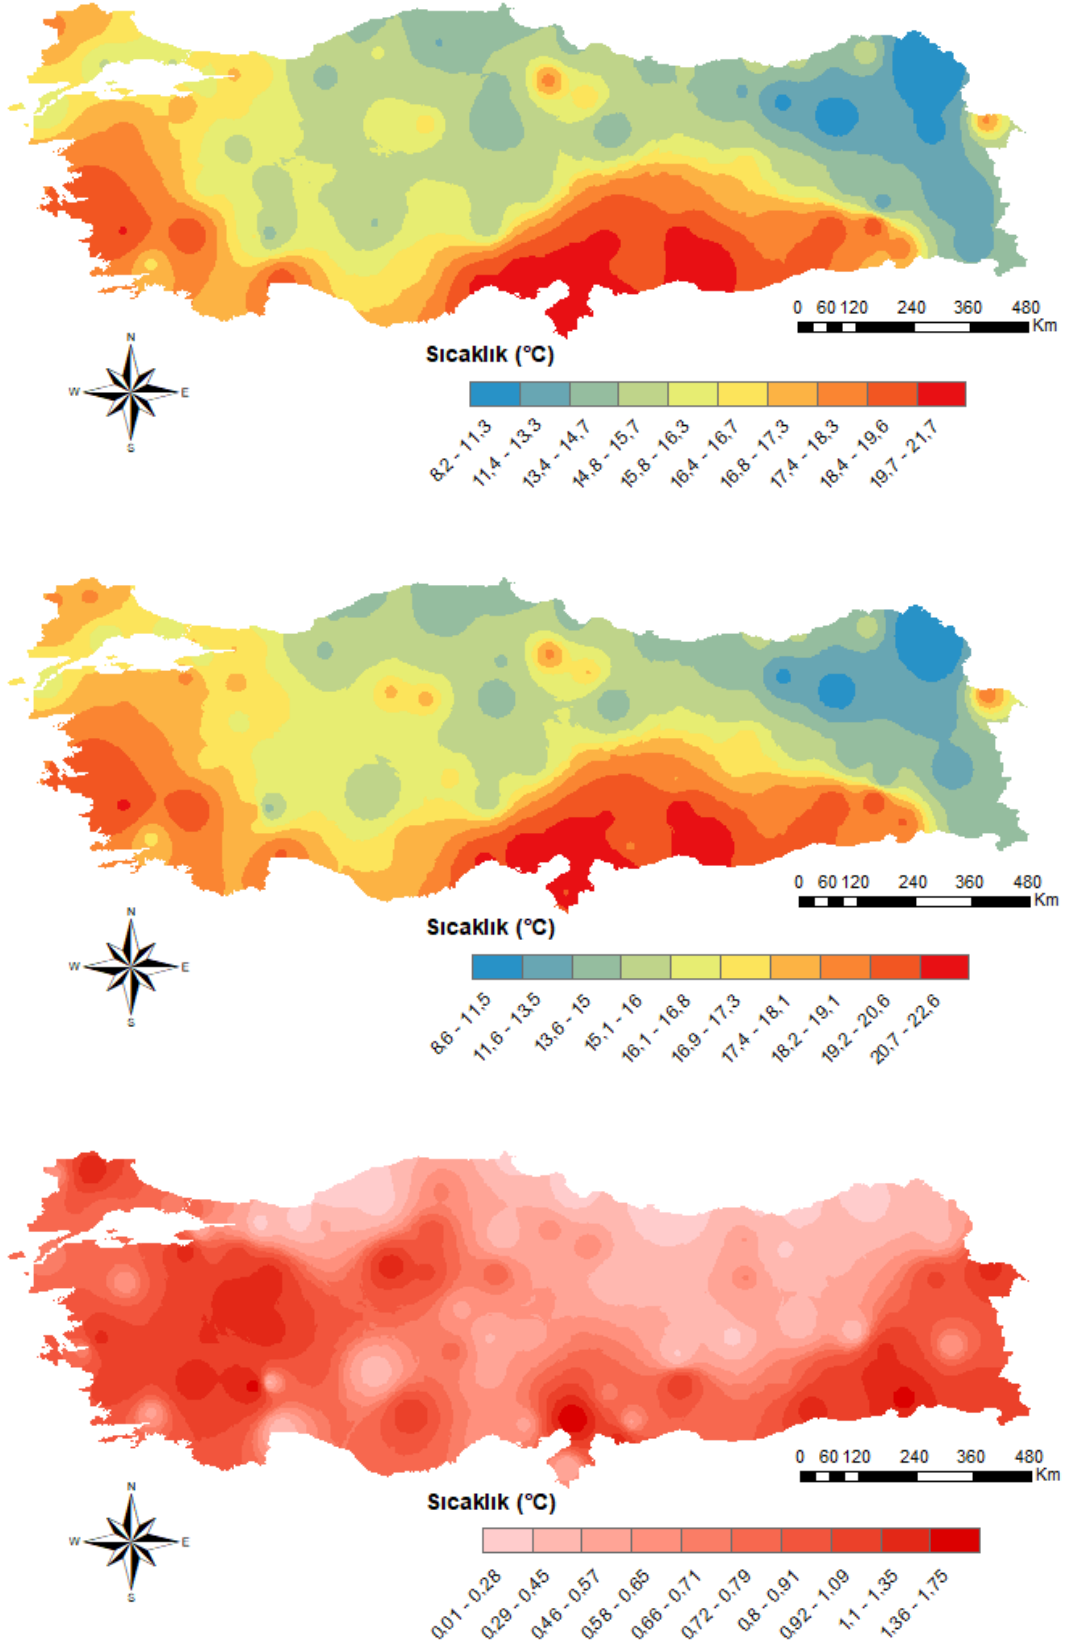 0 60 120 240 360 480
Km
N
W E
S
Sıcaklık (°C)
8,2 - 11,3
11,4 - 13,3
13,4 - 14,7
14,8 - 15,7
15,8 - 16,3
16,4 - 16,7
16,8 - 17,3
17,4 - 18,3
18,4 - 19,6
19,7 - 21,7
0 60 120 240 360 480
Km
N
W E
S
Sıcaklık (°C)
8,6 - 11,5
11,6 - 13,5
13,6 - 15
15,1 - 16
16,1 - 16,8
16,9 - 17,3
17,4 - 18,1
18,2 - 19,1
19,2 - 20,6
20,7 - 22,6
0 60 120 240 360 480
Km
N
W E
S
Sıcaklık (°C)
0,01 - 0,28
0,29 - 0,45
0,46 - 0,57
0,58 - 0,65
0,66 - 0,71
0,72 - 0,79
0,8 - 0,91
0,92 - 1,09
1,1 - 1,35
1,36 - 1,75